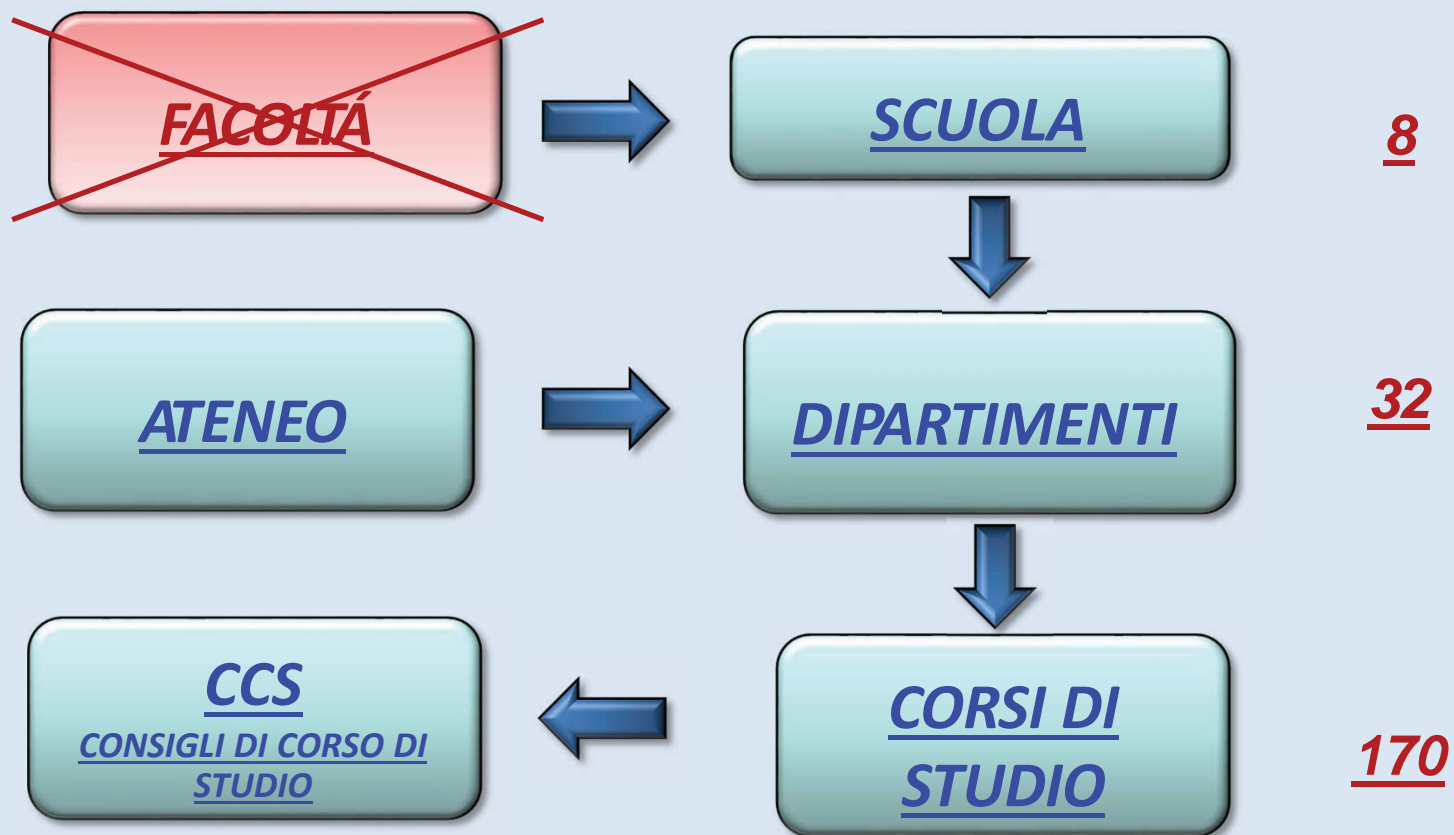 FACOLTÁ
SCUOLA
8
ATENEO
DIPARTIMENTI
32
CCS
CONSIGLI DI CORSO DI
STUDIO
CORSI DI
STUDIO
170